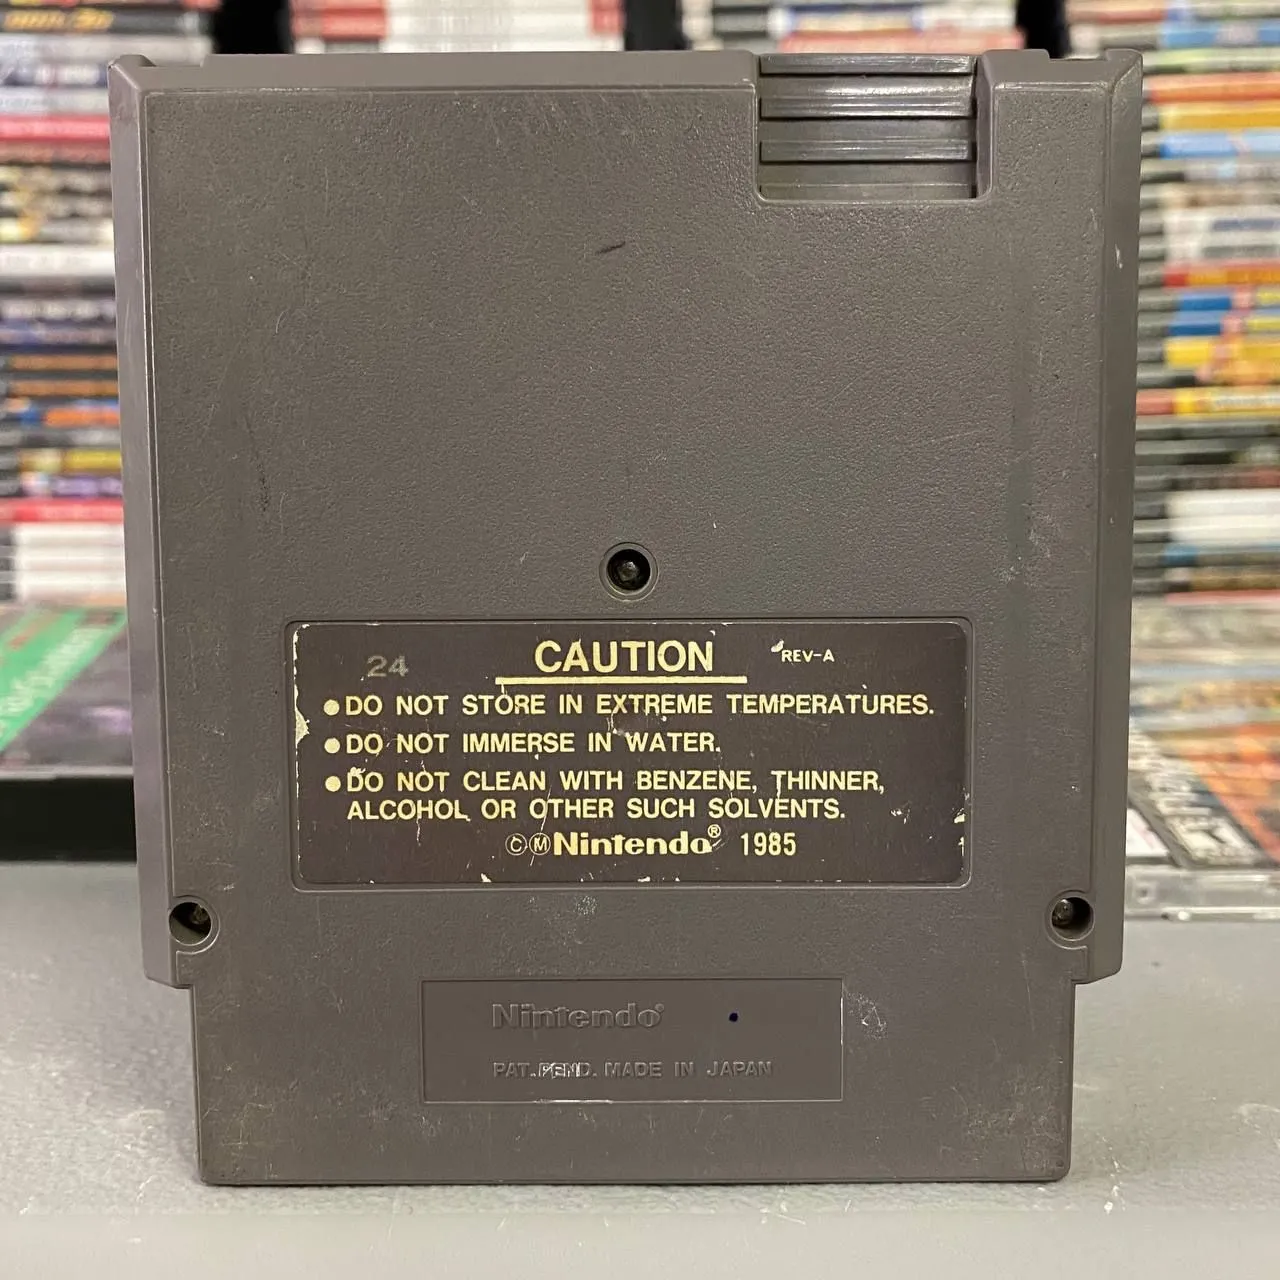 24 CAUTION REV-A
●DO NOT STORE IN EXTREME TEMPERATURES.
●DO NOT IMMERSE IN WATER.
●DO NOT CLEAN WITH BENZENE, THINNER,
ALCOHOL OR OTHER SUCH SOLVENTS.
ⒸⓂNintendo® 1985
Nintendo®
PAT. PEND. MADE IN JAPAN